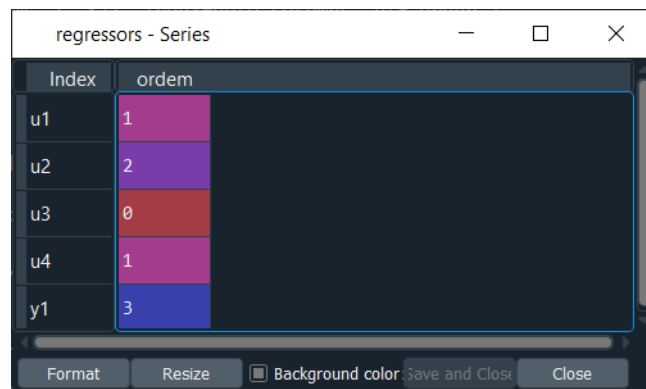 regressors - Series
Index ordem
u1 1
u2 2
u3 0
u4 1
y1 3
Format Resize Background color Save and Close Close